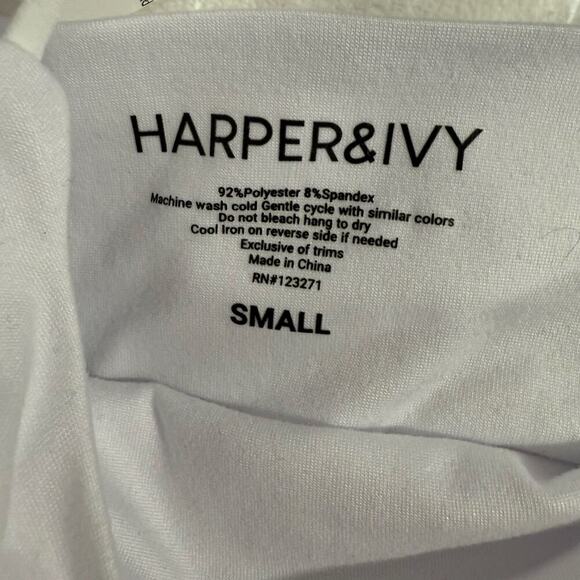 HARPER&IVY
92%Polyester 8%Spandex
Machine wash cold Gentle cycle with similar colors
Do not bleach hang to dry
Cool Iron on reverse side if needed
Exclusive of trims
Made in China
RN#123271
SMALL